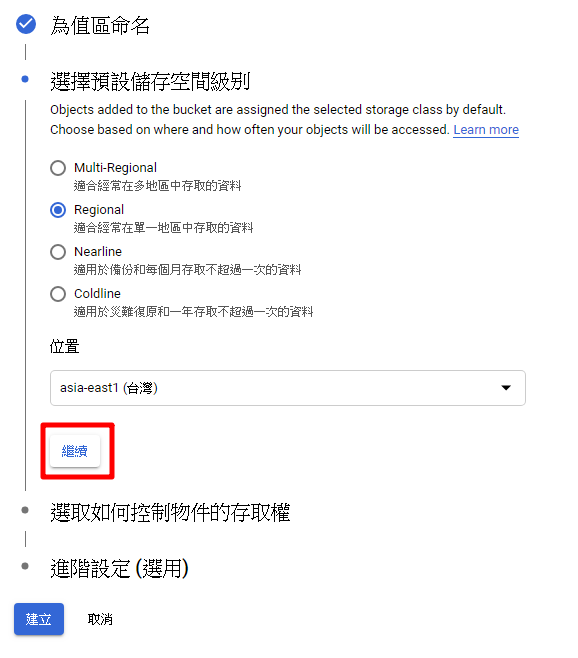 為值區命名
選擇預設儲存空間級別
Objects added to the bucket are assigned the selected storage class by default.
Choose based on where and how often your objects will be accessed. Learn more
Multi-Regional
適合經常在多地區中存取的資料
Regional
適合經常在單一地區中存取的資料
Nearline
適用於備份和每個月存取不超過一次的資料
Coldline
適用於災難復原和一年存取不超過一次的資料
位置
asia-east1 (台灣)
繼續
選取如何控制物件的存取權
進階設定 (選用)
建立 取消